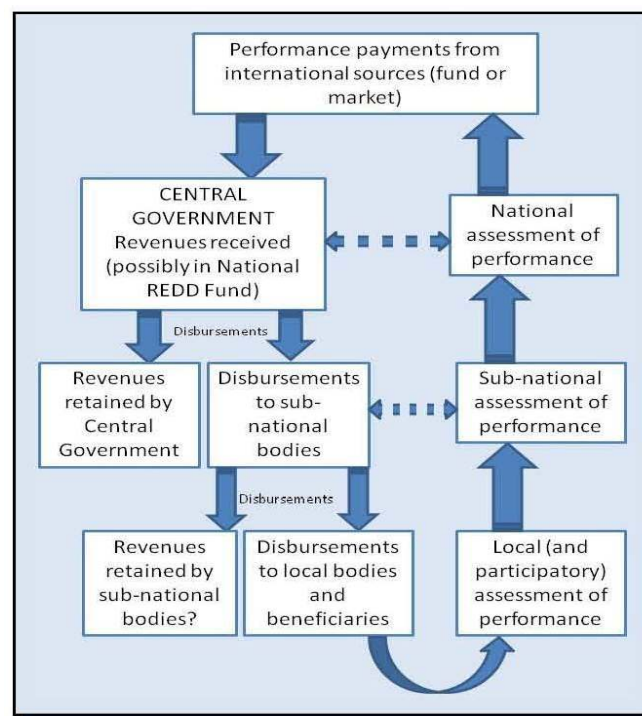 Performance payments from
international sources (fund or
market)
CENTRAL
GOVERNMENT
Revenues received
(possibly in National
REDD Fund)
National
assessment of
performance
Disbursements
Revenues
retained by
Central
Government
Disbursements
to sub-
national
bodies
Sub-national
assessment of
performance
Disbursements
Revenues
retained by
sub-national
bodies?
Disbursements
to local bodies
and
beneficiaries
Local (and
participatory)
assessment of
performance